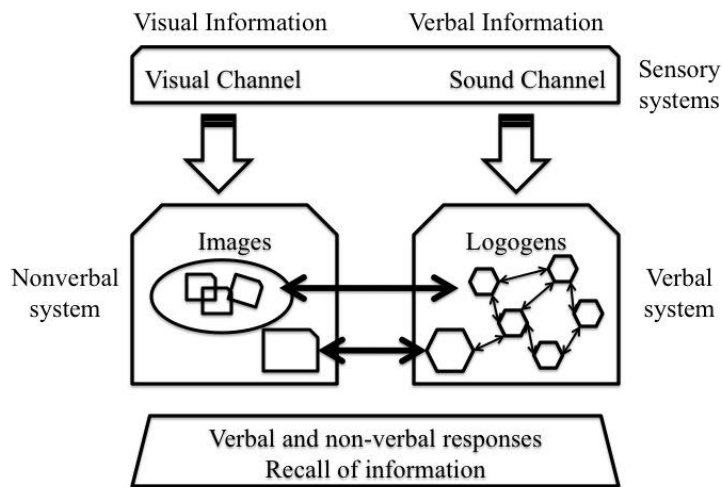 Visual Information
Verbal Information
Visual Channel
Sound Channel
Sensory
systems
Images
Logogens
Nonverbal
system
Verbal
system
Verbal and non-verbal responses
Recall of information